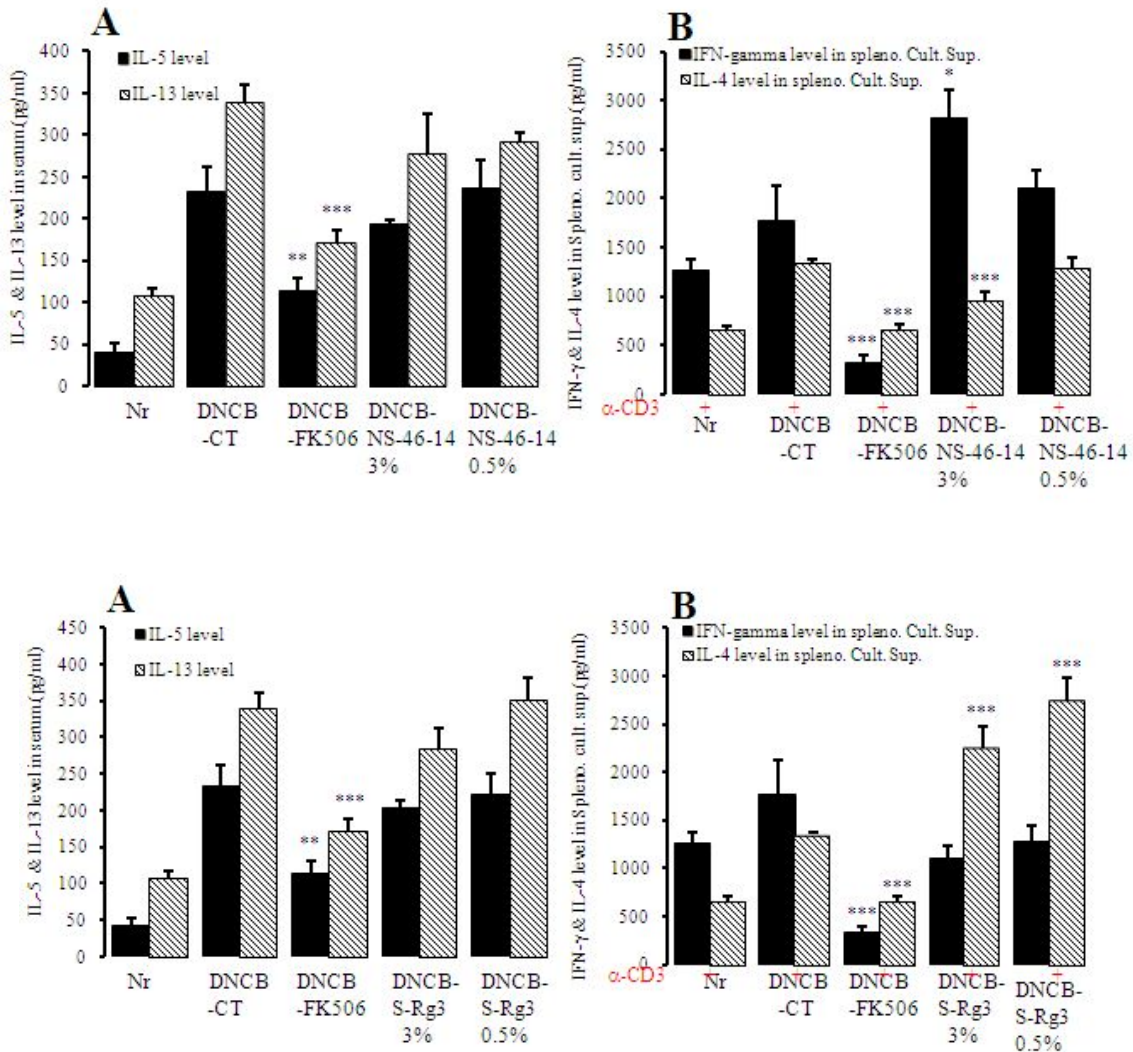 A
IL-5 & IL-13 level in serum (pg/ml)
400
350
300
250
200
150
100
50
0
IL-5 level
IL-13 level
**
***
Nr
DNCB
-CT
DNCB
-FK506
DNCB-
NS-46-14
3%
DNCB-
NS-46-14
0.5%
B
IFN-γ & IL-4 level in Spleno. cult. sup.(pg/ml)
3500
3000
2500
2000
1500
1000
500
0
IFN-gamma level in spleno. Cult. Sup.
IL-4 level in spleno. Cult. Sup.
***
***
*
***
α-CD3 + + + + +
Nr
DNCB
-CT
DNCB
-FK506
DNCB-
NS-46-14
3%
DNCB-
NS-46-14
0.5%
A
IL-5 & IL-13 level in serum (pg/ml)
450
400
350
300
250
200
150
100
50
0
IL-5 level
IL-13 level
**
***
Nr
DNCB
-CT
DNCB
-FK506
DNCB-
S-Rg3
3%
DNCB-
S-Rg3
0.5%
B
IFN-γ & IL-4 level in Spleno. cult. sup.(pg/ml)
3500
3000
2500
2000
1500
1000
500
0
IFN-gamma level in spleno. Cult. Sup.
IL-4 level in spleno. Cult. Sup.
***
***
***
***
α-CD3 + + + + +
Nr
DNCB
-CT
DNCB
-FK506
DNCB-
S-Rg3
3%
DNCB-
S-Rg3
0.5%